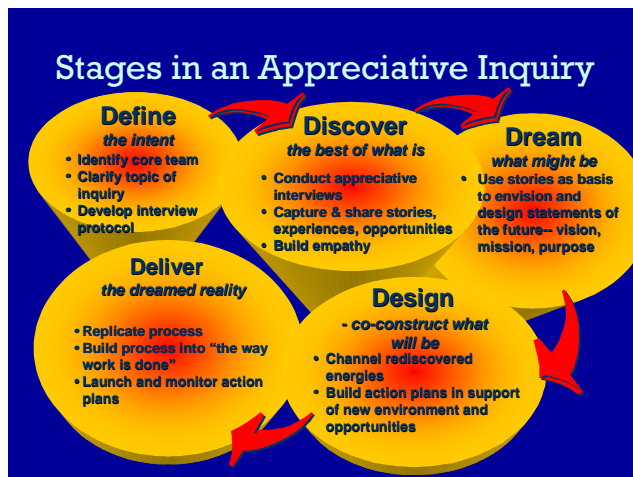 Stages in an Appreciative Inquiry
Define
the intent
• Identify core team
• Clarify topic of
inquiry
• Develop interview
protocol
Discover
the best of what is
• Conduct appreciative
interviews
• Capture & share stories,
experiences, opportunities
• Build empathy
Dream
what might be
• Use stories as basis
to envision and
design statements of
the future-- vision,
mission, purpose
Deliver
the dreamed reality
• Replicate process
• Build process into “the way
work is done”
• Launch and monitor action
plans
Design
- co-construct what
will be
• Channel rediscovered
energies
• Build action plans in support
of new environment and
opportunities